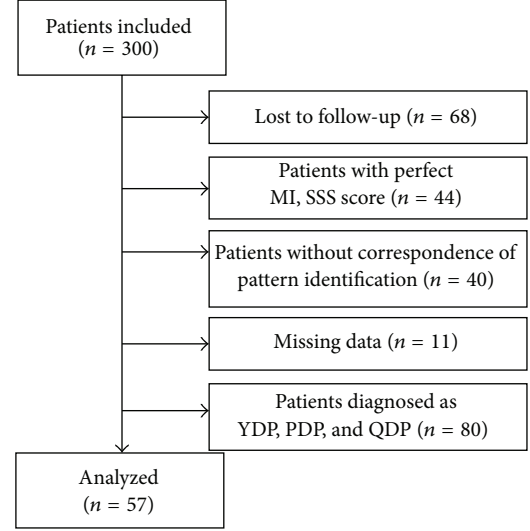 Patients included
(n = 300)
Lost to follow-up (n = 68)
Patients with perfect
MI, SSS score (n = 44)
Patients without correspondence of
pattern identification (n = 40)
Missing data (n = 11)
Patients diagnosed as
YDP, PDP, and QDP (n = 80)
Analyzed
(n = 57)